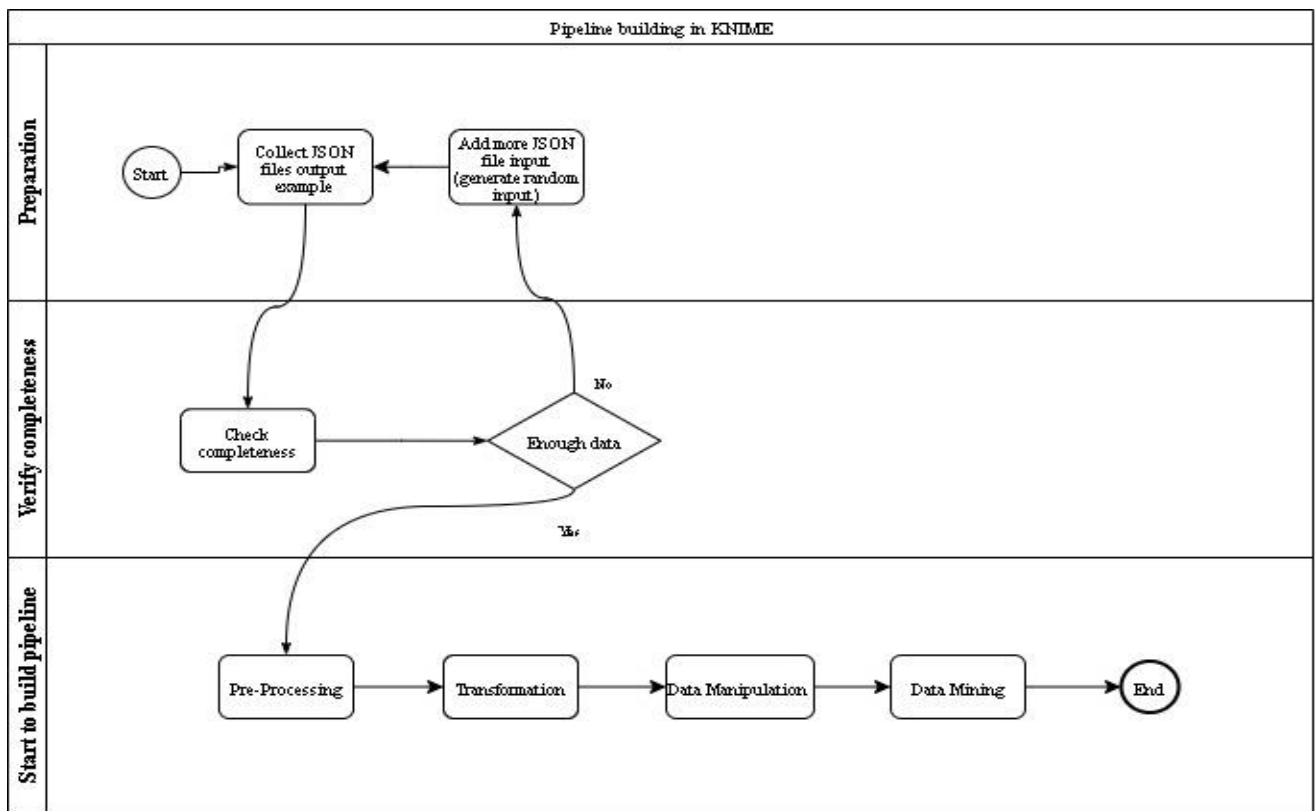 Pipeline building in KNIME
Preparation
Start
Collect JSON
files output
example
Add more JSON
file input
(generate random
input)
Verify completeness
Check
completeness
Enough data
No
Yes
Start to build pipeline
Pre-Processing
Transformation
Data Manipulation
Data Mining
End